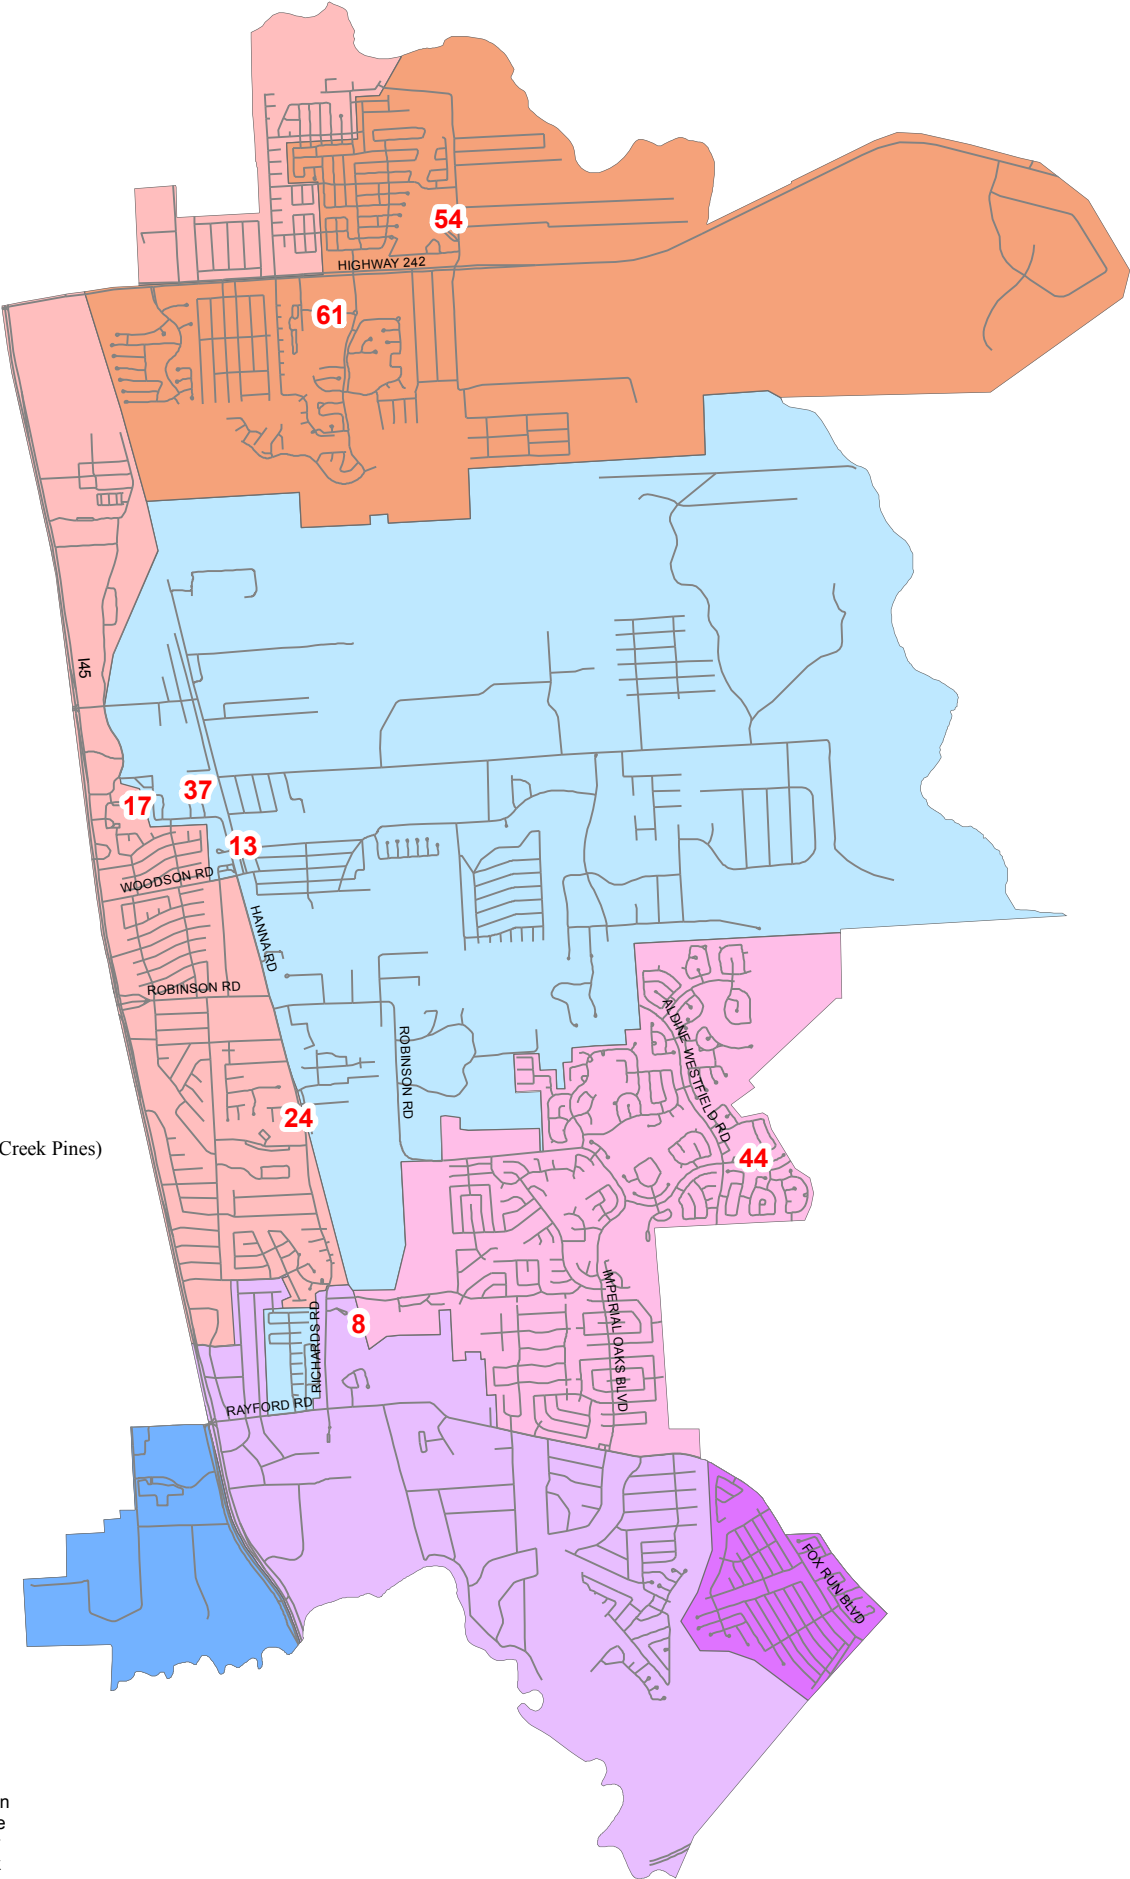 54
HIGHWAY 242
61
I45
37
17
13
WOODSON RD
HANNA RD
ROBINSON RD
ALDINE WESTFIELD RD
ROBINSON RD
24
Creek Pines)
44
IMPERIAL OAKS BLVD
8
RICHARDS RD
RAYFORD RD
FOX RUN BLVD
n
e